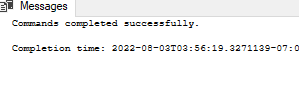 Messages
Commands completed successfully.
Completion time: 2022-08-03T03:56:19.3271139-07:0